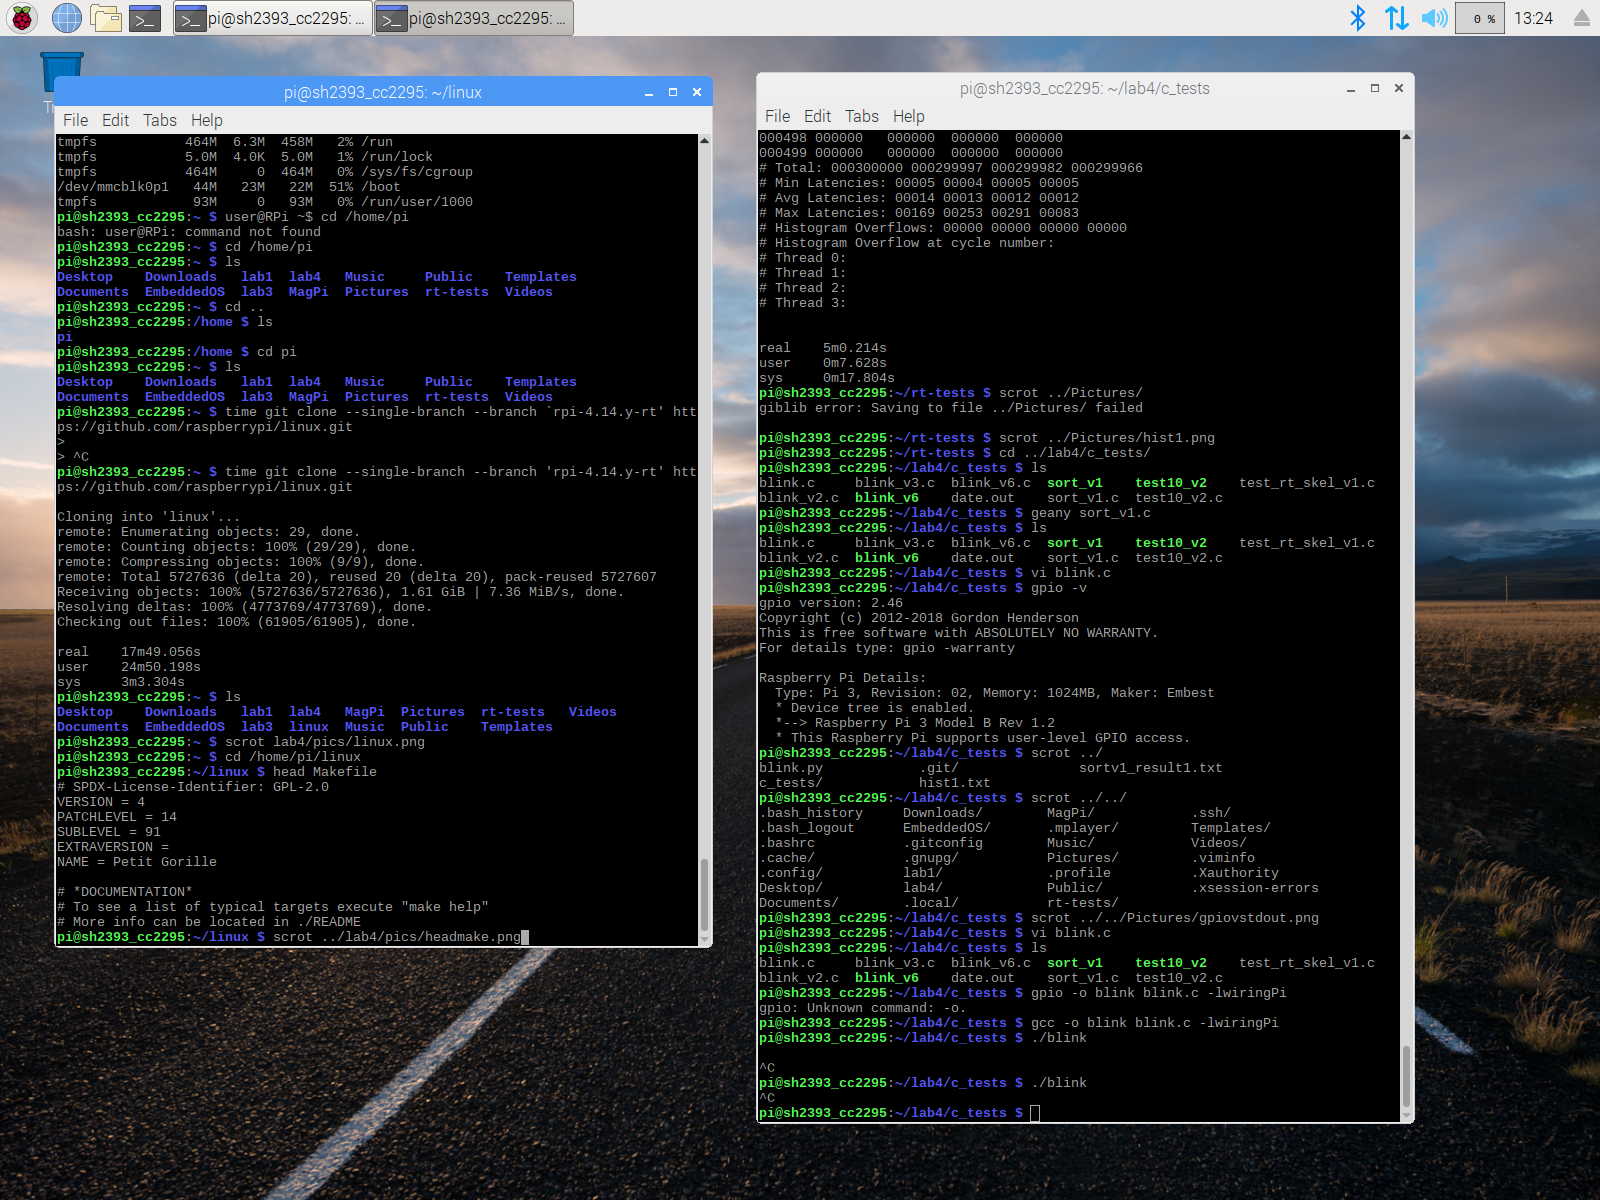 pi@sh2393_cc2295: ...
pi@sh2393_cc2295: ...
0 %
13:24
pi@sh2393_cc2295: ~/linux
File Edit Tabs Help
tmpfs 464M 6.3M 458M 2% /run
tmpfs 5.0M 4.0K 5.0M 1% /run/lock
tmpfs 464M 0 464M 0% /sys/fs/cgroup
/dev/mmcblk0p1 44M 23M 22M 51% /boot
tmpfs 93M 0 93M 0% /run/user/1000
pi@sh2393_cc2295:~ $ user@RPi ~$ cd /home/pi
bash: user@RPi: command not found
pi@sh2393_cc2295:~ $ cd /home/pi
pi@sh2393_cc2295:~ $ ls
Desktop Downloads lab1 lab4 Music Public Templates
Documents EmbeddedOS lab3 MagPi Pictures rt-tests Videos
pi@sh2393_cc2295:~ $ cd ..
pi@sh2393_cc2295:/home $ ls
pi
pi@sh2393_cc2295:/home $ cd pi
pi@sh2393_cc2295:~ $ ls
Desktop Downloads lab1 lab4 Music Public Templates
Documents EmbeddedOS lab3 MagPi Pictures rt-tests Videos
pi@sh2393_cc2295:~ $ time git clone --single-branch --branch `rpi-4.14.y-rt' htt
ps://github.com/raspberrypi/linux.git
>
> ^C
pi@sh2393_cc2295:~ $ time git clone --single-branch --branch 'rpi-4.14.y-rt' htt
ps://github.com/raspberrypi/linux.git
Cloning into 'linux'...
remote: Enumerating objects: 29, done.
remote: Counting objects: 100% (29/29), done.
remote: Compressing objects: 100% (9/9), done.
remote: Total 5727636 (delta 20), reused 20 (delta 20), pack-reused 5727607
Receiving objects: 100% (5727636/5727636), 1.61 GiB | 7.36 MiB/s, done.
Resolving deltas: 100% (4773769/4773769), done.
Checking out files: 100% (61905/61905), done.
real 17m49.056s
user 24m50.198s
sys 3m3.304s
pi@sh2393_cc2295:~ $ ls
Desktop Downloads lab1 lab4 MagPi Pictures rt-tests Videos
Documents EmbeddedOS lab3 linux Music Public Templates
pi@sh2393_cc2295:~ $ scrot lab4/pics/linux.png
pi@sh2393_cc2295:~ $ cd /home/pi/linux
pi@sh2393_cc2295:~/linux $ head Makefile
# SPDX-License-Identifier: GPL-2.0
VERSION = 4
PATCHLEVEL = 14
SUBLEVEL = 91
EXTRAVERSION =
NAME = Petit Gorille
# *DOCUMENTATION*
# To see a list of typical targets execute "make help"
# More info can be located in ./README
pi@sh2393_cc2295:~/linux $ scrot ../lab4/pics/headmake.png
pi@sh2393_cc2295: ~/lab4/c_tests
File Edit Tabs Help
000498 000000 000000 000000 000000
000499 000000 000000 000000 000000
# Total: 000300000 000299997 000299982 000299966
# Min Latencies: 00005 00004 00005 00005
# Avg Latencies: 00014 00013 00012 00012
# Max Latencies: 00169 00253 00291 00083
# Histogram Overflows: 00000 00000 00000 00000
# Histogram Overflow at cycle number:
# Thread 0:
# Thread 1:
# Thread 2:
# Thread 3:
real 5m0.214s
user 0m7.628s
sys 0m17.804s
pi@sh2393_cc2295:~/rt-tests $ scrot ../Pictures/
giblib error: Saving to file ../Pictures/ failed
pi@sh2393_cc2295:~/rt-tests $ scrot ../Pictures/hist1.png
pi@sh2393_cc2295:~/rt-tests $ cd ../lab4/c_tests/
pi@sh2393_cc2295:~/lab4/c_tests $ ls
blink.c blink_v3.c blink_v6.c sort_v1 test10_v2 test_rt_skel_v1.c
blink_v2.c blink_v6 date.out sort_v1.c test10_v2.c
pi@sh2393_cc2295:~/lab4/c_tests $ geany sort_v1.c
pi@sh2393_cc2295:~/lab4/c_tests $ ls
blink.c blink_v3.c blink_v6.c sort_v1 test10_v2 test_rt_skel_v1.c
blink_v2.c blink_v6 date.out sort_v1.c test10_v2.c
pi@sh2393_cc2295:~/lab4/c_tests $ vi blink.c
pi@sh2393_cc2295:~/lab4/c_tests $ gpio -v
gpio version: 2.46
Copyright (c) 2012-2018 Gordon Henderson
This is free software with ABSOLUTELY NO WARRANTY.
For details type: gpio -warranty
Raspberry Pi Details:
Type: Pi 3, Revision: 02, Memory: 1024MB, Maker: Embest
* Device tree is enabled.
*--> Raspberry Pi 3 Model B Rev 1.2
* This Raspberry Pi supports user-level GPIO access.
pi@sh2393_cc2295:~/lab4/c_tests $ scrot ../
blink.py .git/ sortv1_result1.txt
c_tests/ hist1.txt
pi@sh2393_cc2295:~/lab4/c_tests $ scrot ../../
.bash_history Downloads/ MagPi/ .ssh/
.bash_logout EmbeddedOS/ .mplayer/ Templates/
.bashrc .gitconfig Music/ Videos/
.cache/ .gnupg/ Pictures/ .viminfo
.config/ lab1/ .profile .Xauthority
Desktop/ lab4/ Public/ .xsession-errors
Documents/ .local/ rt-tests/
pi@sh2393_cc2295:~/lab4/c_tests $ scrot ../../Pictures/gpiovstdout.png
pi@sh2393_cc2295:~/lab4/c_tests $ vi blink.c
pi@sh2393_cc2295:~/lab4/c_tests $ ls
blink.c blink_v3.c blink_v6.c sort_v1 test10_v2 test_rt_skel_v1.c
blink_v2.c blink_v6 date.out sort_v1.c test10_v2.c
pi@sh2393_cc2295:~/lab4/c_tests $ gpio -o blink blink.c -lwiringPi
gpio: Unknown command: -o.
pi@sh2393_cc2295:~/lab4/c_tests $ gcc -o blink blink.c -lwiringPi
pi@sh2393_cc2295:~/lab4/c_tests $ ./blink
^C
pi@sh2393_cc2295:~/lab4/c_tests $ ./blink
^C
pi@sh2393_cc2295:~/lab4/c_tests $